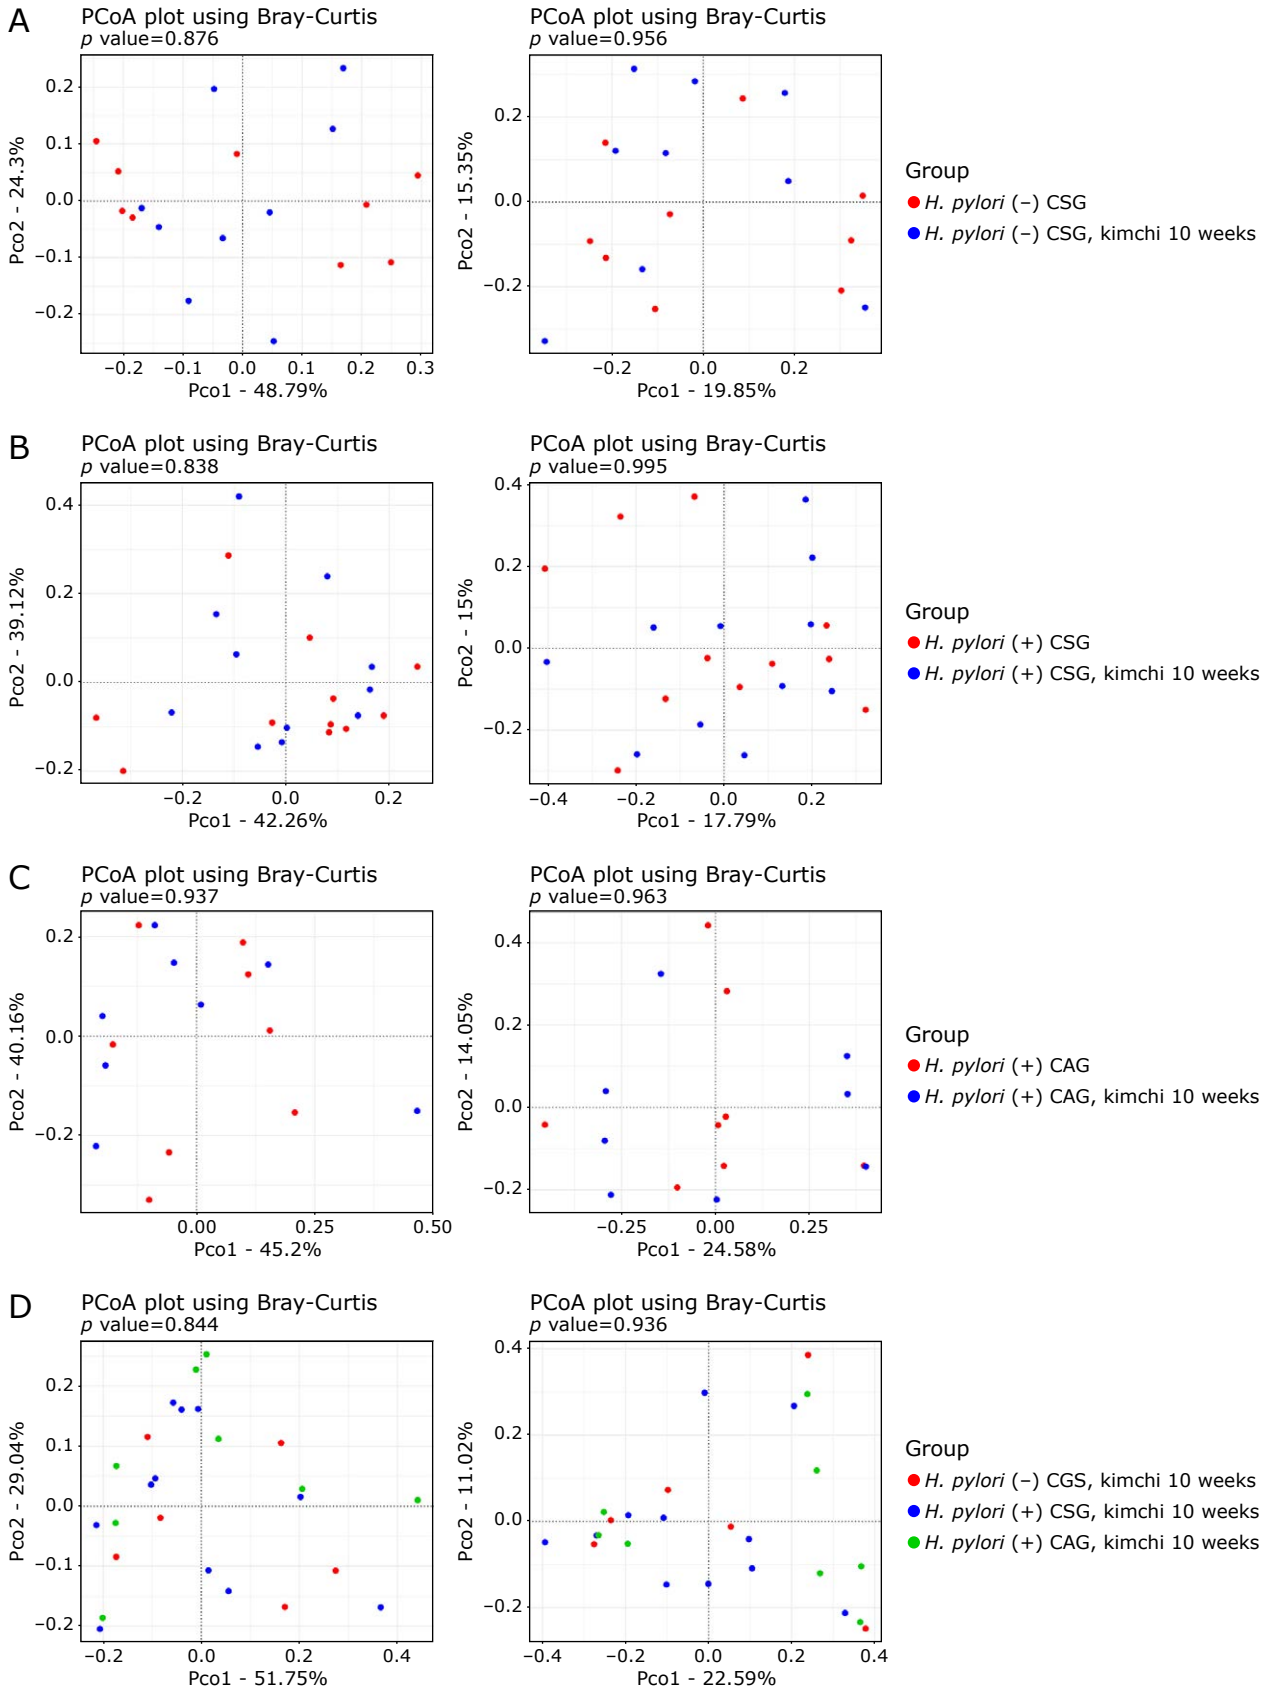 A
PCoA plot using Bray-Curtis
p value=0.876
Pco2 - 24.3%
0.2
0.1
0.0
−0.1
−0.2
−0.2 −0.1 0.0 0.1 0.2 0.3
Pco1 - 48.79%
PCoA plot using Bray-Curtis
p value=0.956
Pco2 - 15.35%
0.2
0.0
−0.2
−0.2 0.0 0.2
Pco1 - 19.85%
Group
H. pylori (−) CSG
H. pylori (−) CSG, kimchi 10 weeks
B
PCoA plot using Bray-Curtis
p value=0.838
Pco2 - 39.12%
0.4
0.2
0.0
−0.2
−0.2 0.0 0.2
Pco1 - 42.26%
PCoA plot using Bray-Curtis
p value=0.995
Pco2 - 15%
0.4
0.2
0.0
−0.2
−0.4 −0.2 0.0 0.2
Pco1 - 17.79%
Group
H. pylori (+) CSG
H. pylori (+) CSG, kimchi 10 weeks
C
PCoA plot using Bray-Curtis
p value=0.937
Pco2 - 40.16%
0.2
0.0
−0.2
0.00 0.25 0.50
Pco1 - 45.2%
PCoA plot using Bray-Curtis
p value=0.963
Pco2 - 14.05%
0.4
0.2
0.0
−0.2
−0.25 0.00 0.25
Pco1 - 24.58%
Group
H. pylori (+) CAG
H. pylori (+) CAG, kimchi 10 weeks
D
PCoA plot using Bray-Curtis
p value=0.844
Pco2 - 29.04%
0.2
0.1
0.0
−0.1
−0.2
−0.2 0.0 0.2 0.4
Pco1 - 51.75%
PCoA plot using Bray-Curtis
p value=0.936
Pco2 - 11.02%
0.4
0.2
0.0
−0.2
−0.4 −0.2 0.0 0.2 0.4
Pco1 - 22.59%
Group
H. pylori (−) CGS, kimchi 10 weeks
H. pylori (+) CSG, kimchi 10 weeks
H. pylori (+) CAG, kimchi 10 weeks